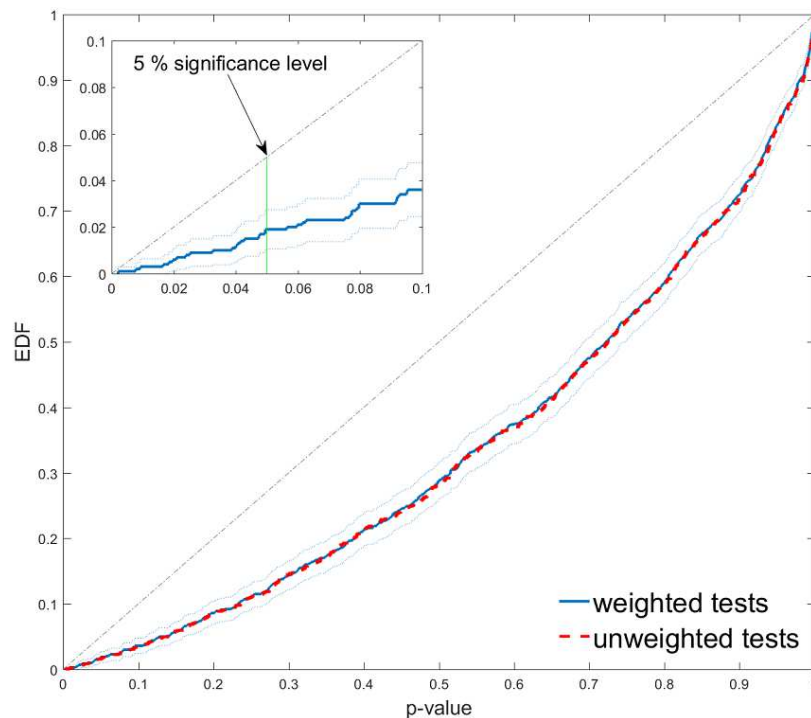 1
0.9
0.8
0.7
0.6
0.5
0.4
0.3
0.2
0.1
0
EDF
0.1
0.08
0.06
0.04
0.02
0
5 % significance level
0 0.02 0.04 0.06 0.08 0.1
weighted tests
unweighted tests
0 0.1 0.2 0.3 0.4 0.5 0.6 0.7 0.8 0.9
p-value